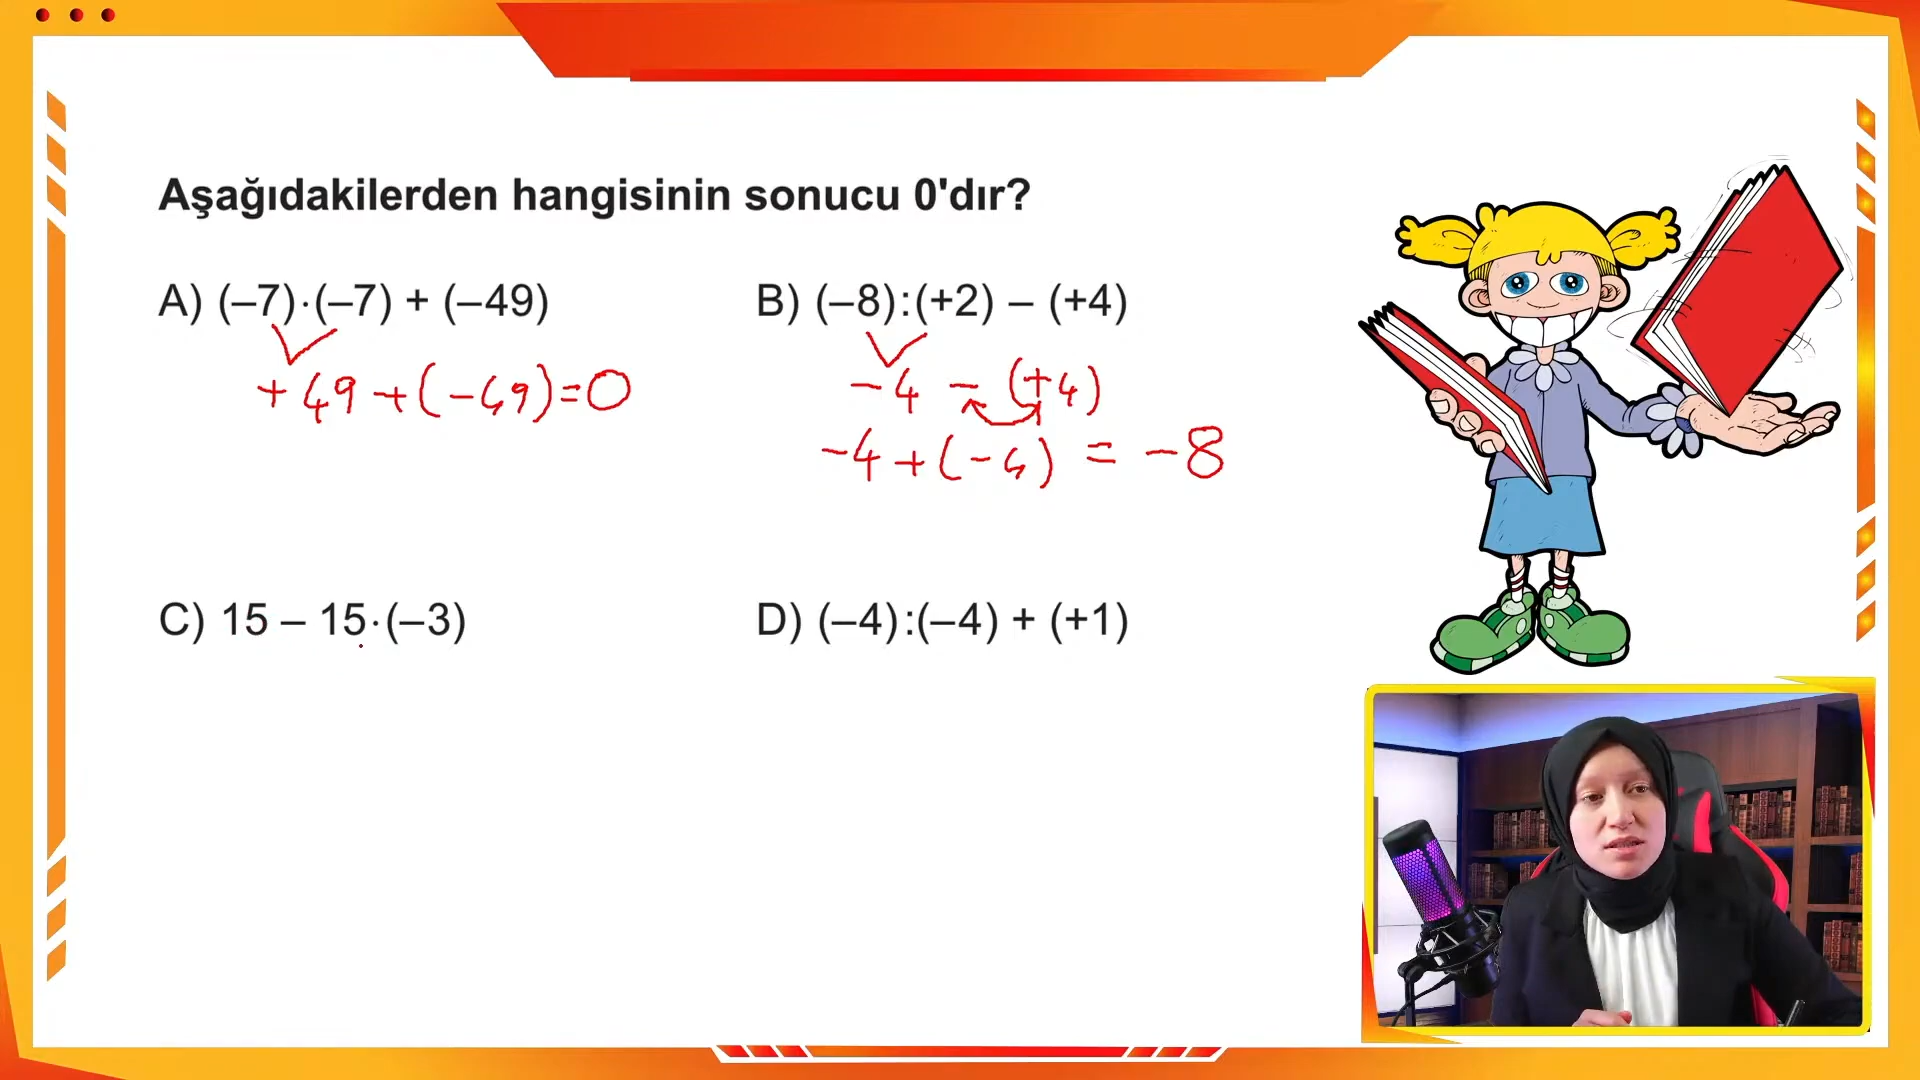 Aşağıdakilerden hangisinin sonucu 0'dır?
A) (–7)·(–7) + (–49)
+49+(-49)=0
B) (–8):(+2) – (+4)
-4 - (+4)
-4+(-4) = -8
C) 15 – 15·(–3)
D) (–4):(–4) + (+1)